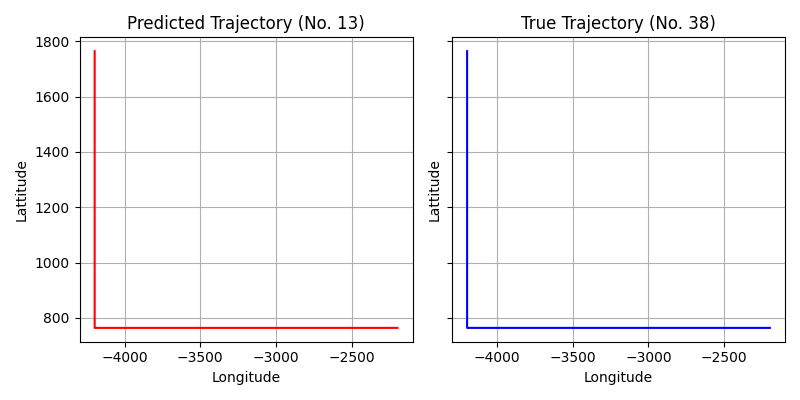 Predicted Trajectory (No. 13)
True Trajectory (No. 38)
1800
1600
1400
1200
1000
800
Lattitude
Lattitude
−4000 −3500 −3000 −2500
−4000 −3500 −3000 −2500
Longitude
Longitude